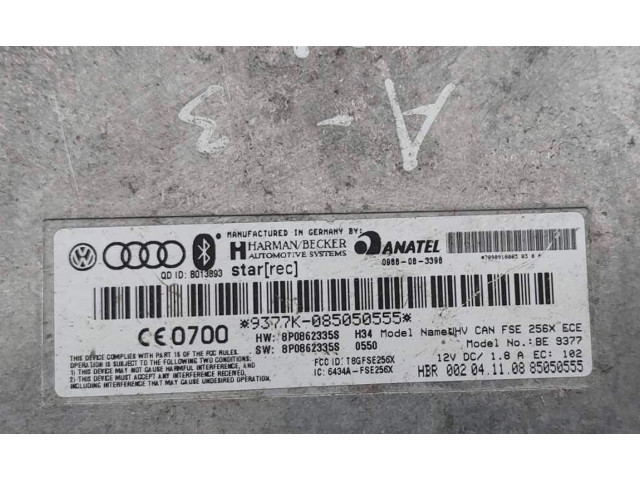 A-3
MANUFACTURED IN GERMANY BY:
HARMAN/BECKER
AUTOMOTIVE SYSTEMS
ANATEL
0988-08-3398
QD ID: B013893
star[rec]
*9377K-085050555*
CE0700
HW: 8P0862335S H34
SW: 8P0862335S 0550
Model Name:HV CAN FSE 256X ECE
Model No.:BE 9377
12V DC/ 1.8 A EC: 102
THIS DEVICE COMPLIES WITH PART 15 OF THE FCC RULES.
OPERATION IS SUBJECT TO THE FOLLOWING TWO CONDITIONS:
1) THIS DEVICE MAY NOT CAUSE HARMFUL INTERFERENCE, AND
2) THIS DEVICE MUST ACCEPT ANY INTERFERENCE RECEIVED,
INCLUDING INTERFERENCE THAT MAY CAUSE UNDESIRED OPERATION.
FCC ID:T8GFSE256X
IC: 6434A-FSE256X
HBR 002 04.11.08 85050555